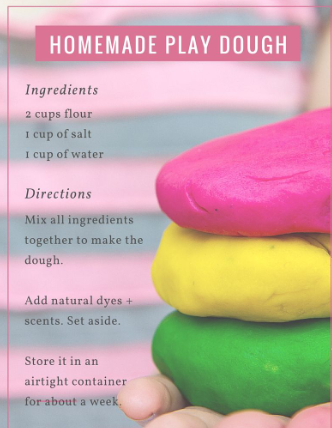 HOMEMADE PLAY DOUGH
Ingredients
2 cups flour
1 cup of salt
1 cup of water
Directions
Mix all ingredients
together to make the
dough.
Add natural dyes +
scents. Set aside.
Store it in an
airtight container
for about a week.